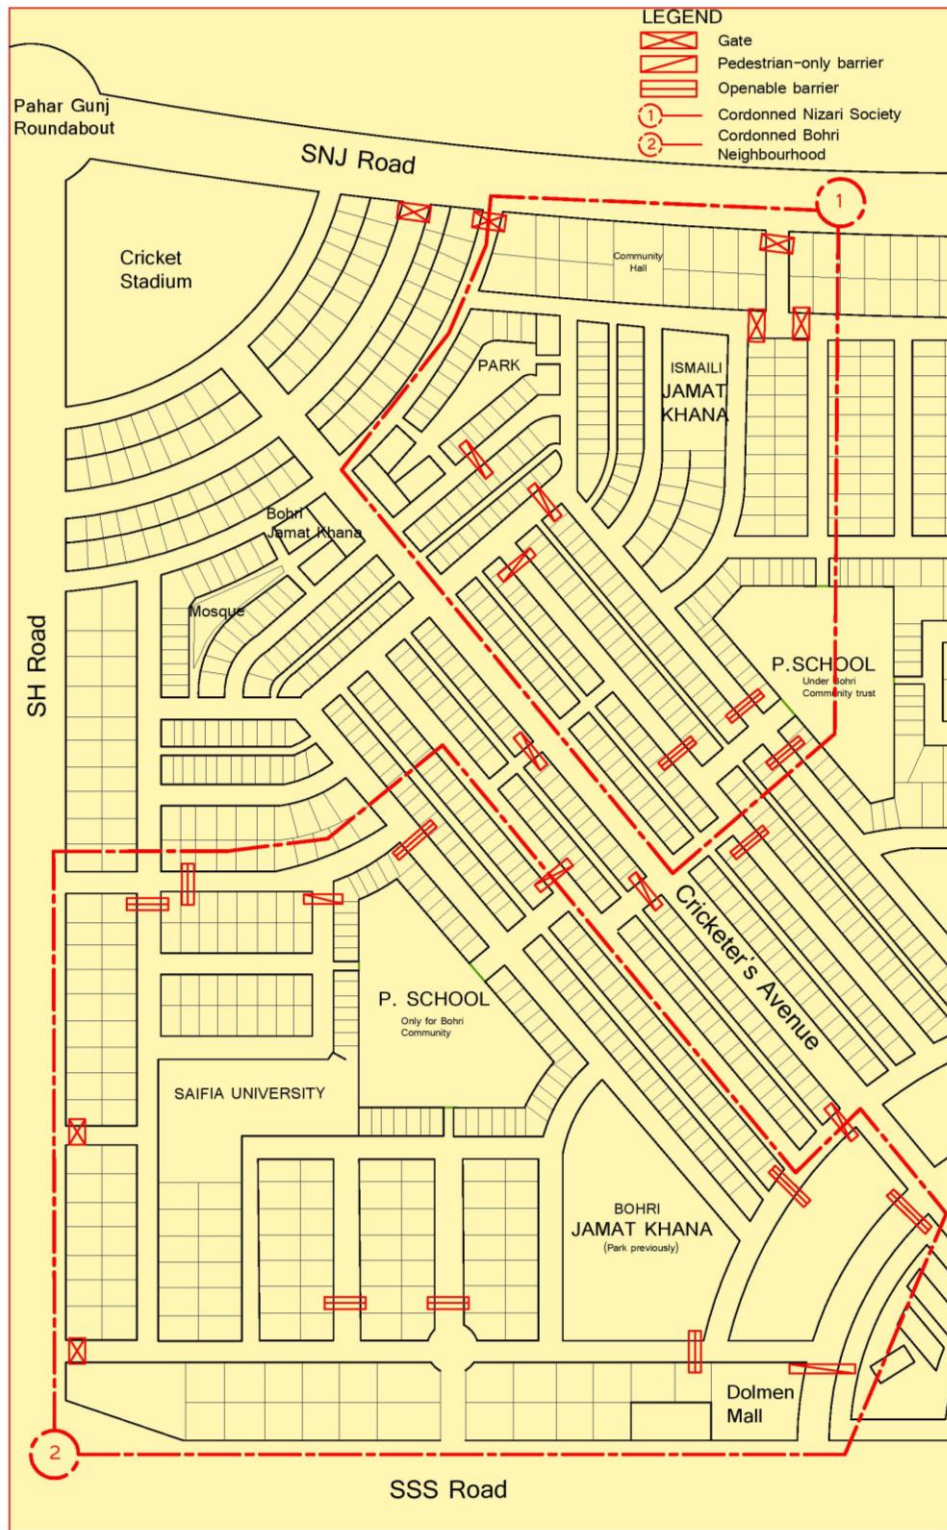 LEGEND
Gate
Pedestrian-only barrier
Openable barrier
1
Cordonned Nizari Society
2
Cordonned Bohri
Neighbourhood
Pahar Gunj
Roundabout
SNJ Road
1
Cricket
Stadium
Community
Hall
PARK
ISMAILI
JAMAT
KHANA
Bohri
Jamat Khana
Mosque
SH Road
P.SCHOOL
Under Bohri
Community trust
Cricketer's Avenue
P. SCHOOL
Only for Bohri
Community
SAIFIA UNIVERSITY
BOHRI
JAMAT KHANA
(Park previously)
Dolmen
Mall
2
SSS Road